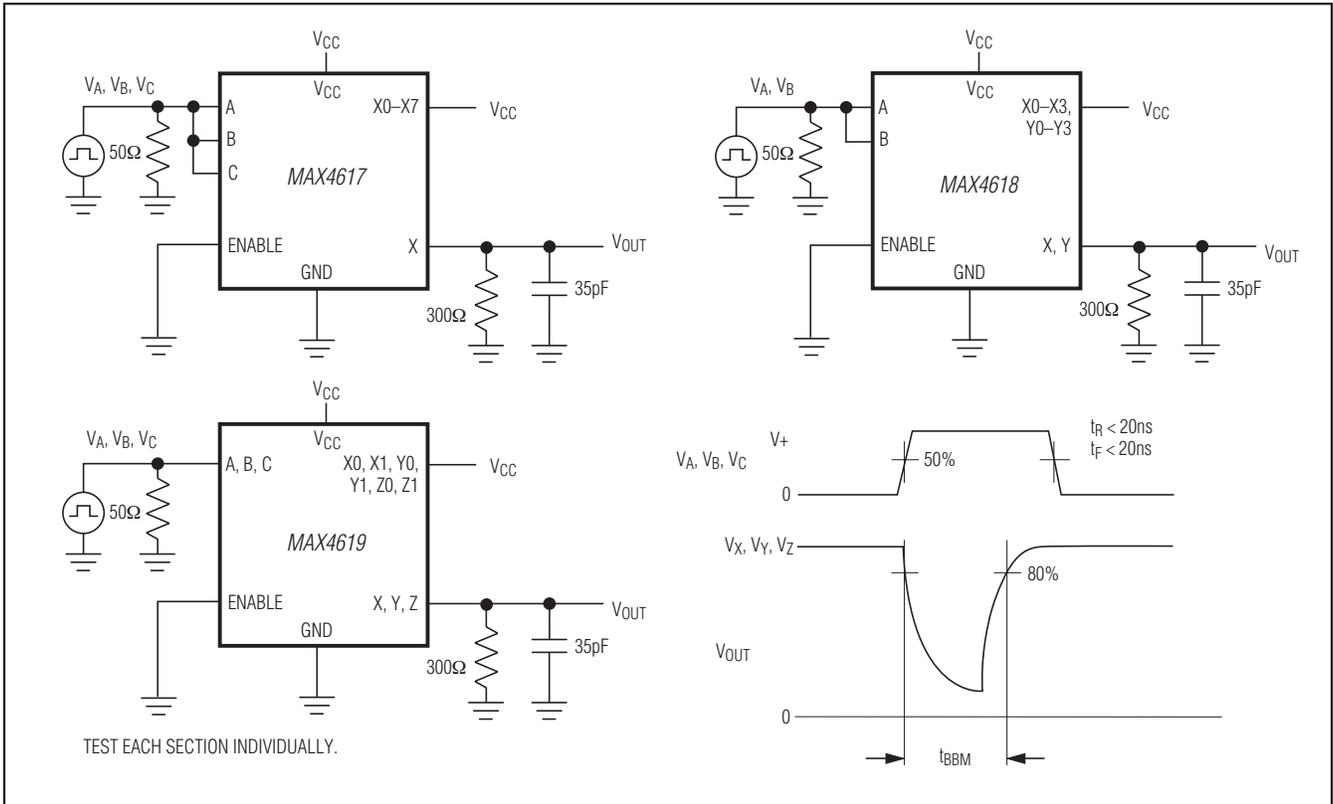 VCC
VA, VB, VC
VCC
A
X0–X7
VCC
B
50Ω
C
MAX4617
ENABLE
X
VOUT
GND
35pF
300Ω
VCC
VA, VB
VCC
A
X0–X3,
Y0–Y3
VCC
B
50Ω
MAX4618
ENABLE
X, Y
VOUT
GND
35pF
300Ω
VCC
VA, VB, VC
VCC
A, B, C
X0, X1, Y0,
Y1, Z0, Z1
VCC
50Ω
MAX4619
ENABLE
X, Y, Z
VOUT
GND
35pF
300Ω
TEST EACH SECTION INDIVIDUALLY.
V+
tR < 20ns
tF < 20ns
VA, VB, VC
50%
0
VX, VY, VZ
80%
VOUT
0
tBBM